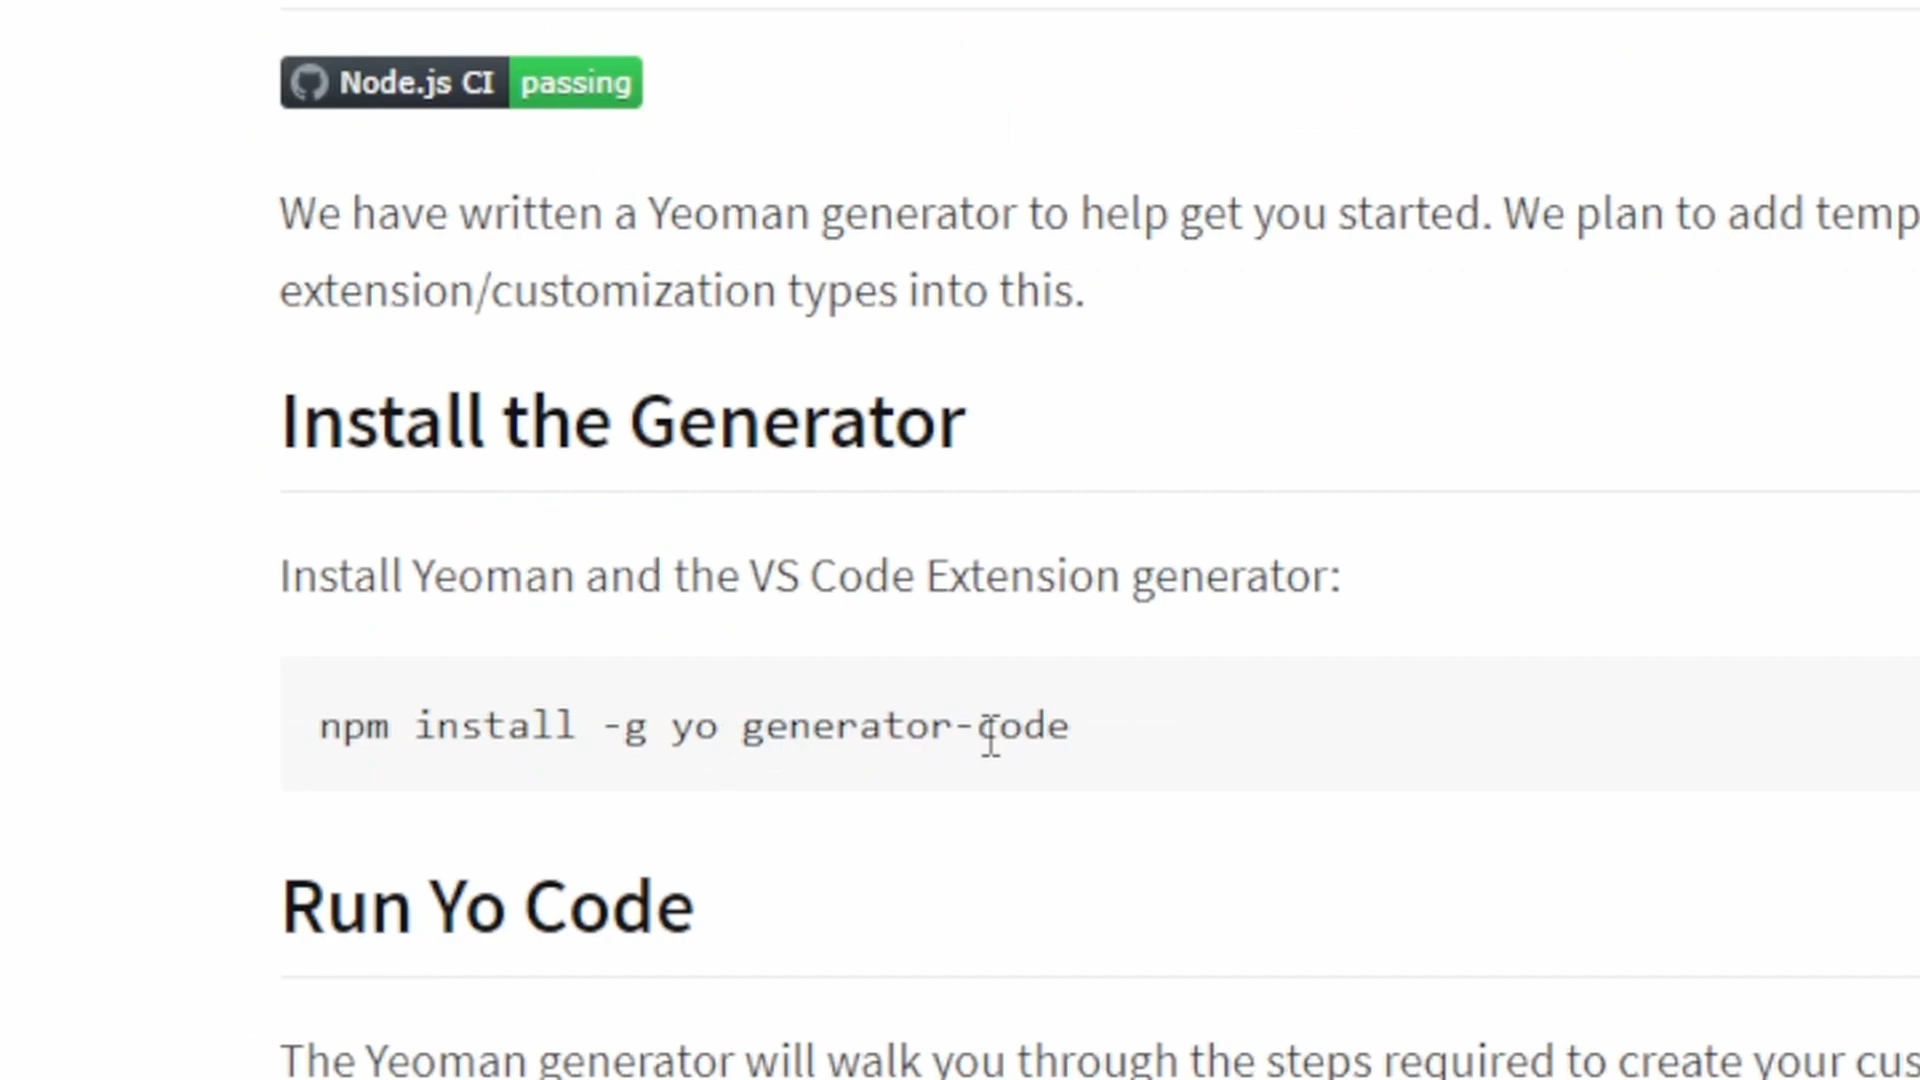 Node.js CI passing
We have written a Yeoman generator to help get you started. We plan to add temp
extension/customization types into this.
Install the Generator
Install Yeoman and the VS Code Extension generator:
npm install -g yo generator-code
Run Yo Code
The Yeoman generator will walk you through the steps required to create your cus